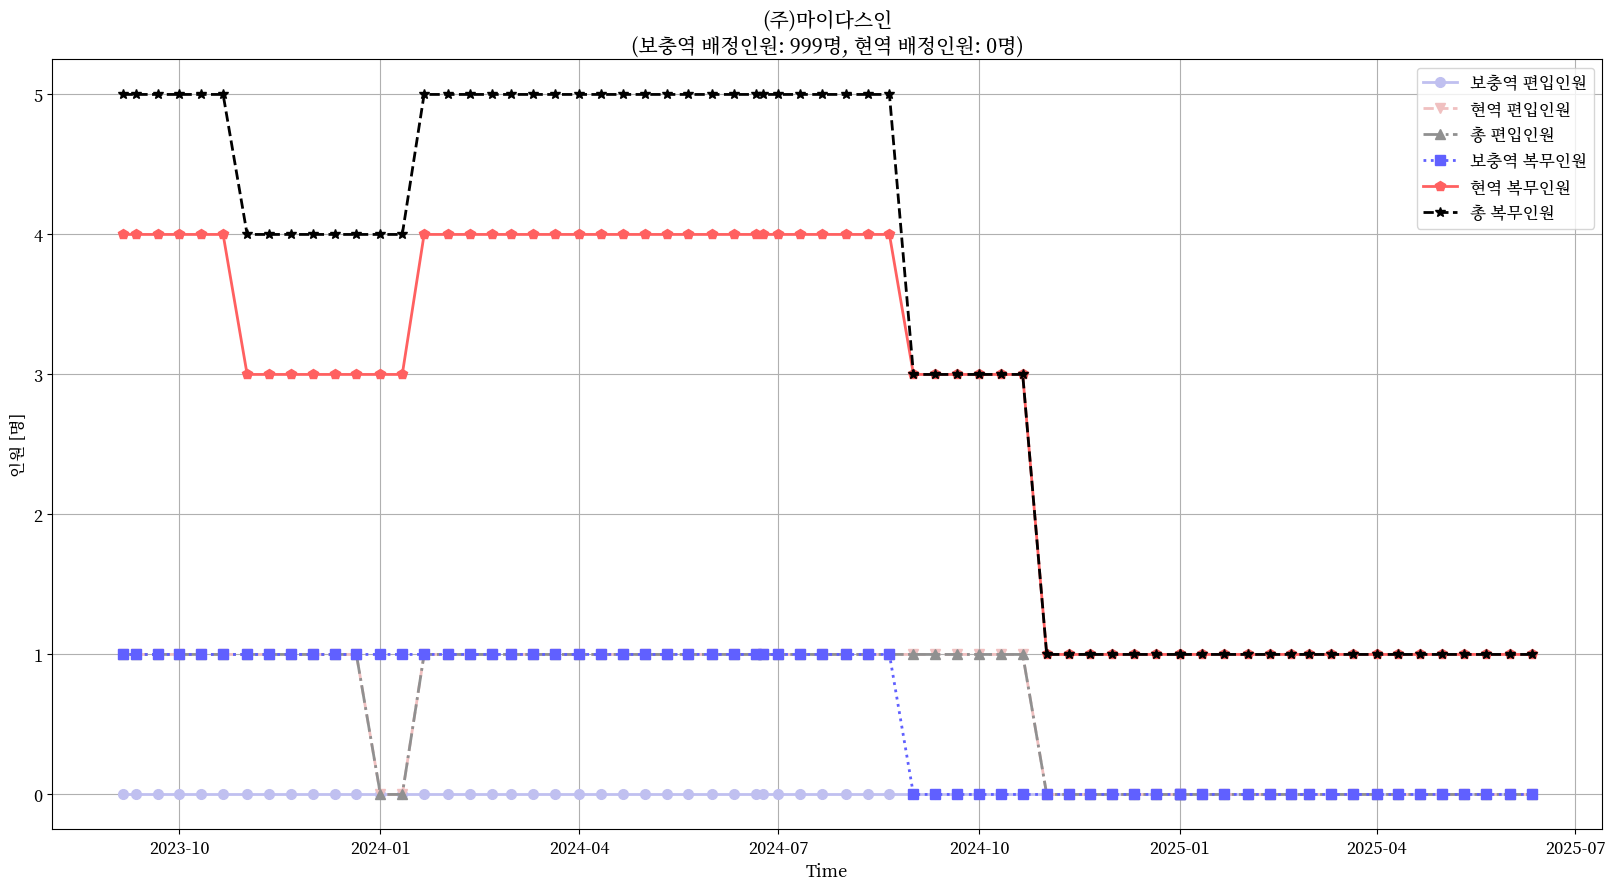 (주)마이다스인
(보충역 배정인원: 999명, 현역 배정인원: 0명)
보충역 편입인원
현역 편입인원
총 편입인원
보충역 복무인원
현역 복무인원
총 복무인원
인원 [명]
5
4
3
2
1
0
2023-10
2024-01
2024-04
2024-07
2024-10
2025-01
2025-04
2025-07
Time